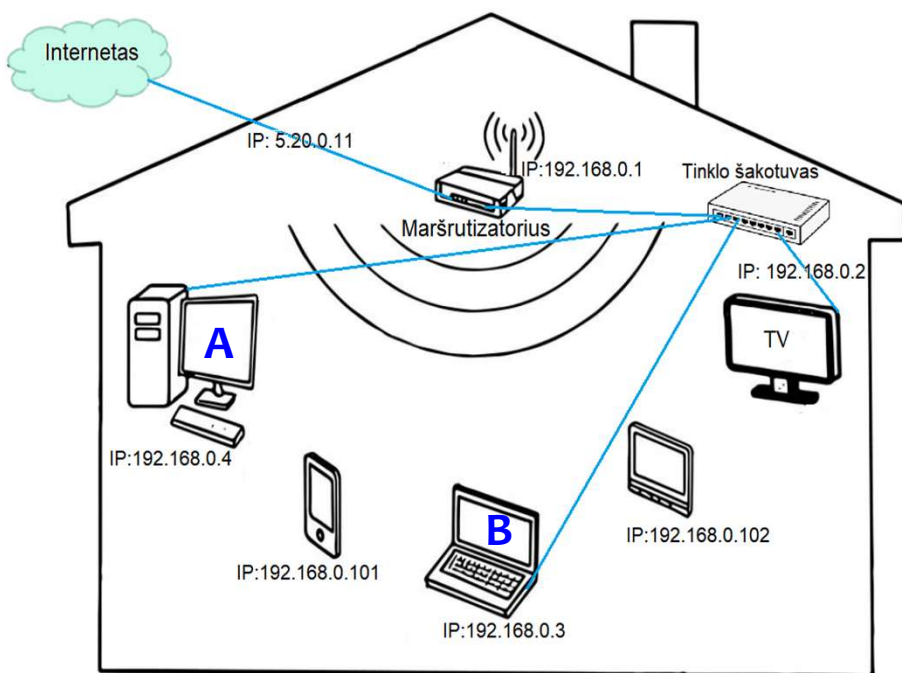 Internetas
IP: 5.20.0.11
IP:192.168.0.1
Tinklo šakotuvas
Maršrutizatorius
IP: 192.168.0.2
A
TV
IP:192.168.0.4
B
IP:192.168.0.102
IP:192.168.0.101
IP:192.168.0.3